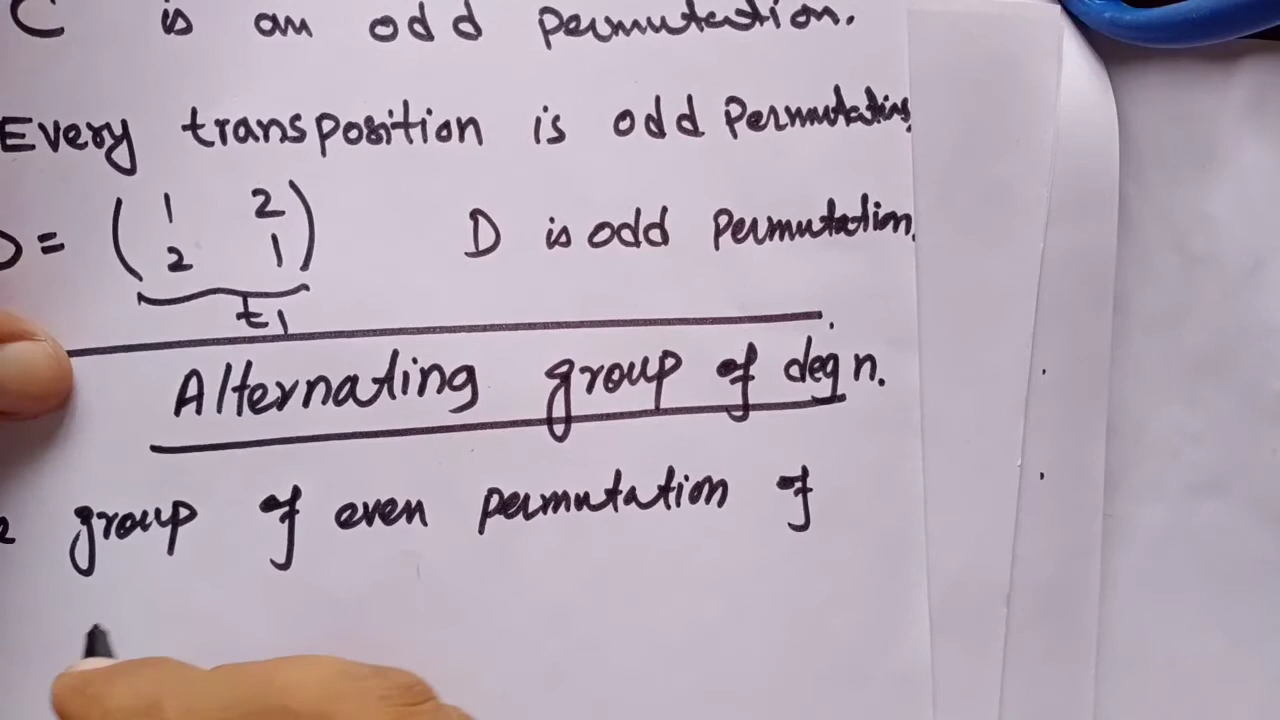 C is an odd permutation.
Every transposition is odd Permutation,
D = ( 1 2 D is odd Permutation.
2 1 )
t1
Alternating group of deg n.
group of even permutation of